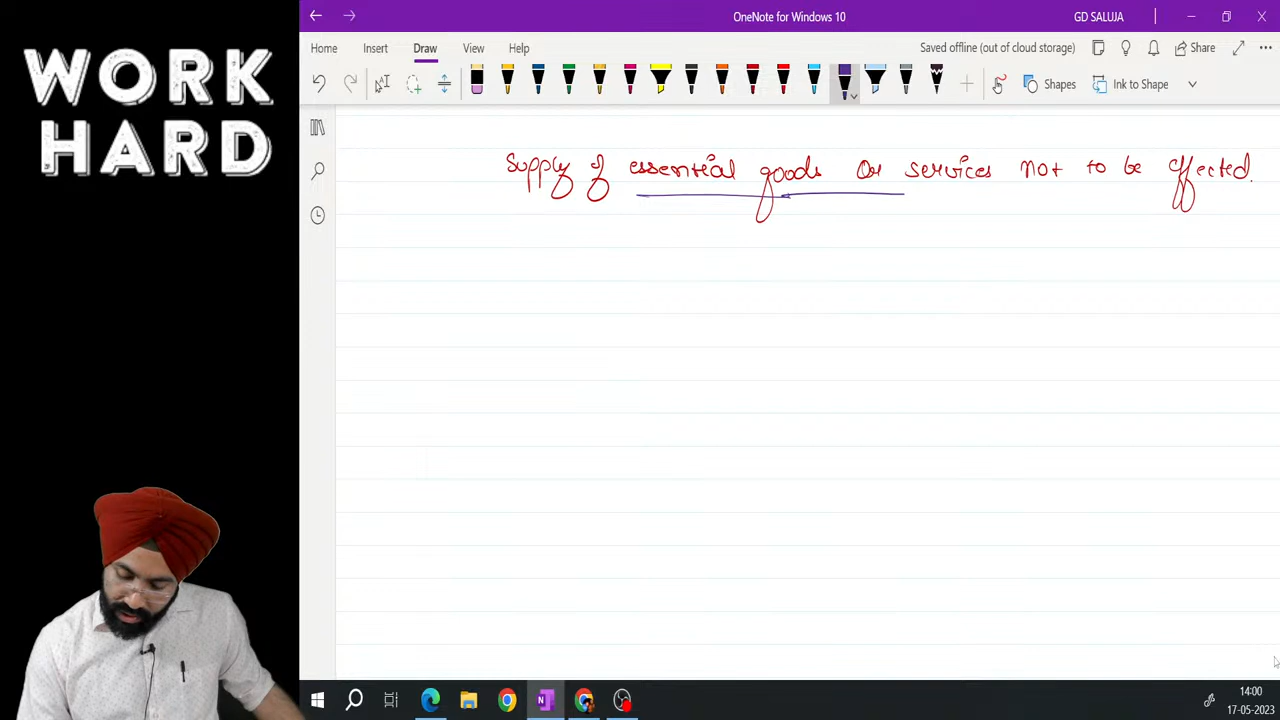 WORK
HARD
OneNote for Windows 10
GD SALUJA
Home Insert Draw View Help
Saved offline (out of cloud storage)
Share
Shapes
Ink to Shape
Supply of essential goods or services not to be effected.
14:00
17-05-2023